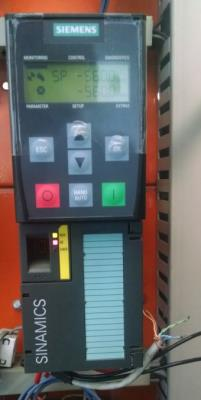 SIEMENS
MONITORING CONTROL DIAGNOSTICS
SP
PARAMETER SETUP EXTRAS
ESC
OK
HAND
AUTO
SINAMICS